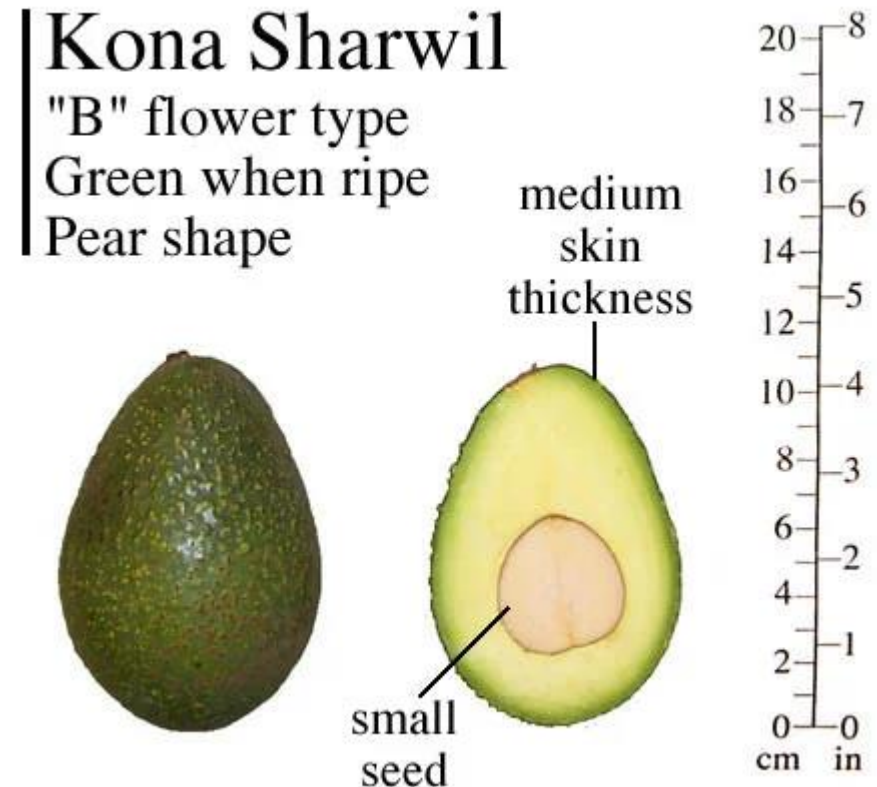 Kona Sharwil
"B" flower type
Green when ripe
Pear shape
medium
skin
thickness
small
seed
20
18
16
14
12
10
8
6
4
2
0
cm
8
7
6
5
4
3
2
1
0
in